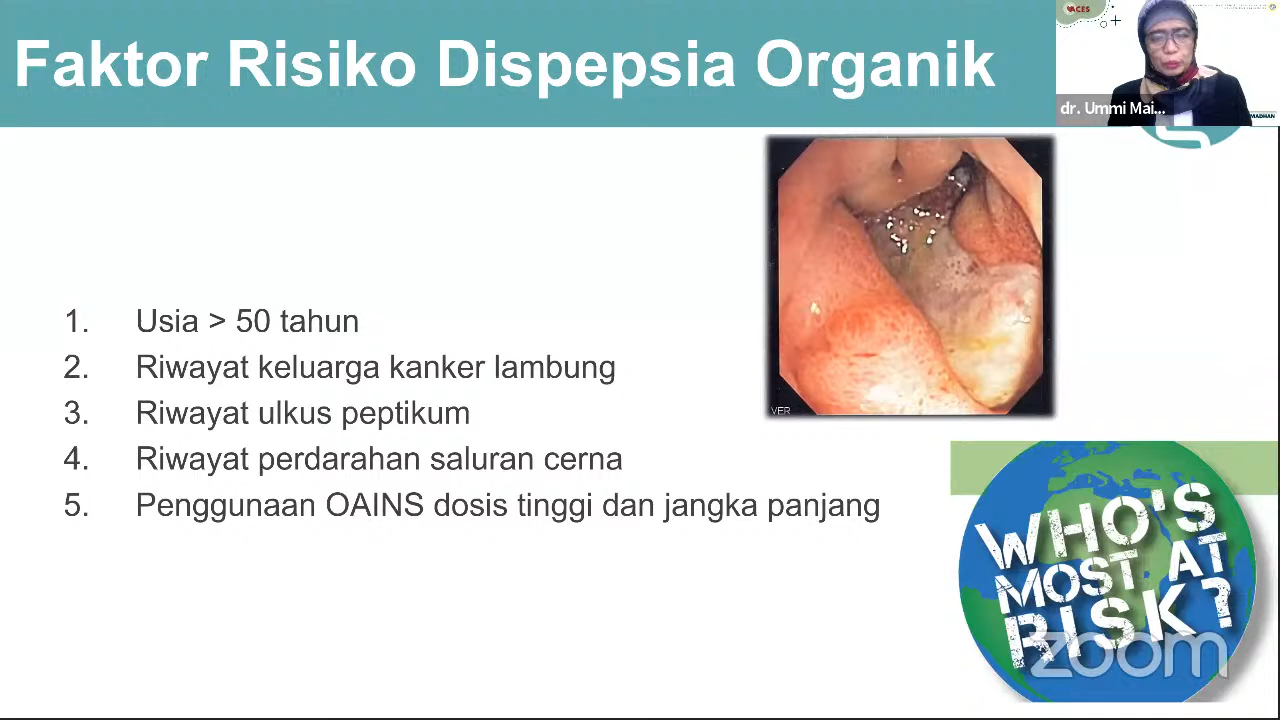 Faktor Risiko Dispepsia Organik
ACES
dr. Ummi Mai...
MADHAN
1. Usia > 50 tahun
2. Riwayat keluarga kanker lambung
3. Riwayat ulkus peptikum
4. Riwayat perdarahan saluran cerna
5. Penggunaan OAINS dosis tinggi dan jangka panjang
VER
WHO'S
MOST AT
RISK?
zoom